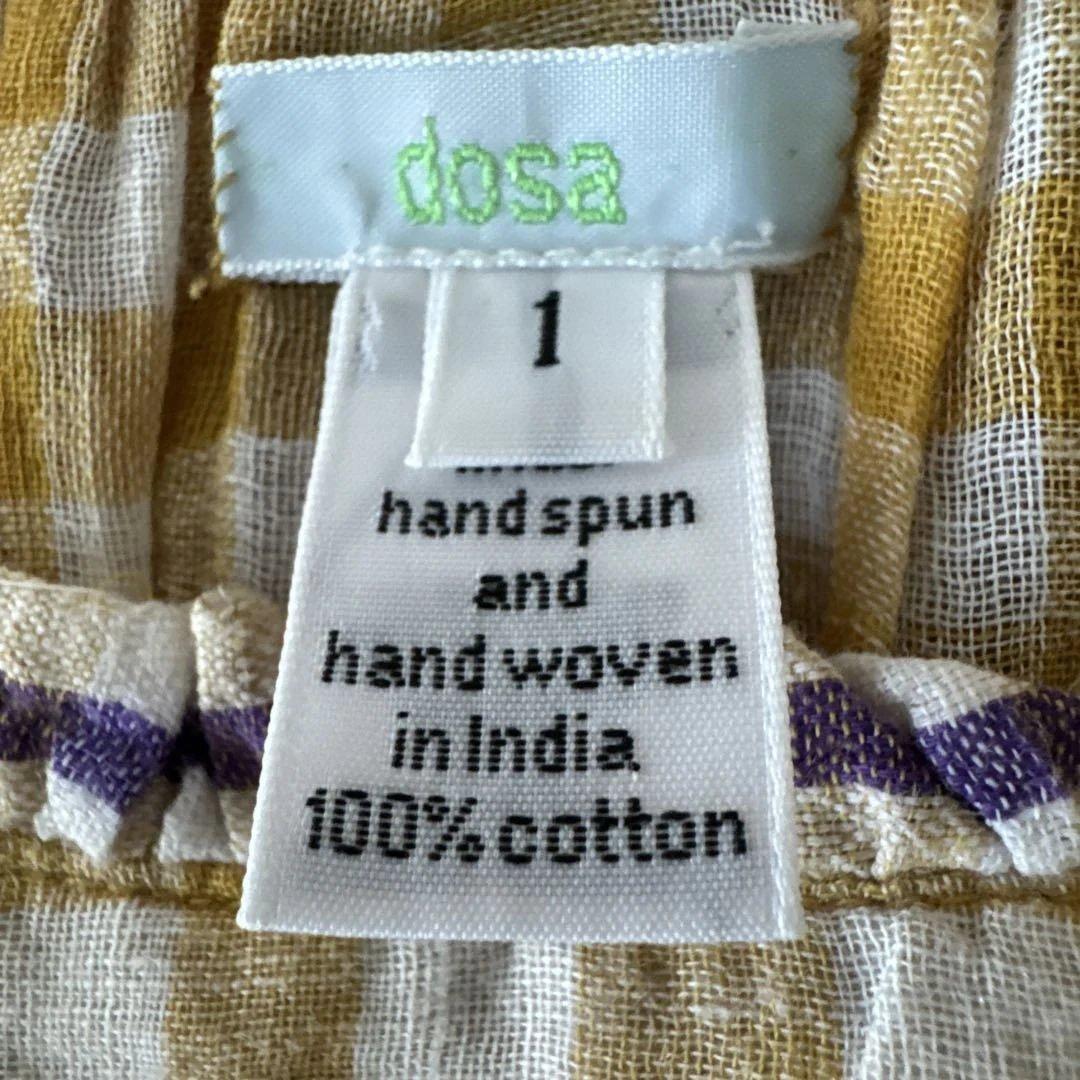 dosa
1
hand spun
and
hand woven
in India
100% cotton